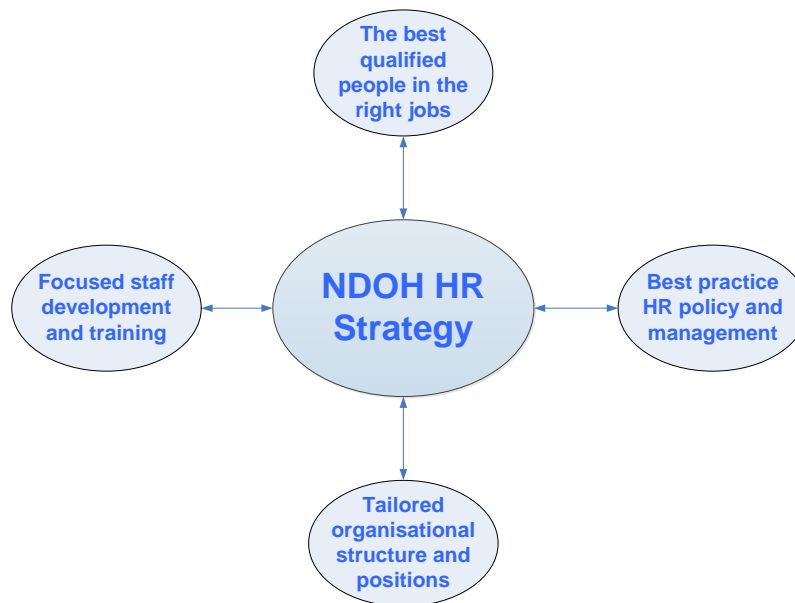 The best
qualified
people in the
right jobs
Focused staff
development
and training
NDOH HR
Strategy
Best practice
HR policy and
management
Tailored
organisational
structure and
positions